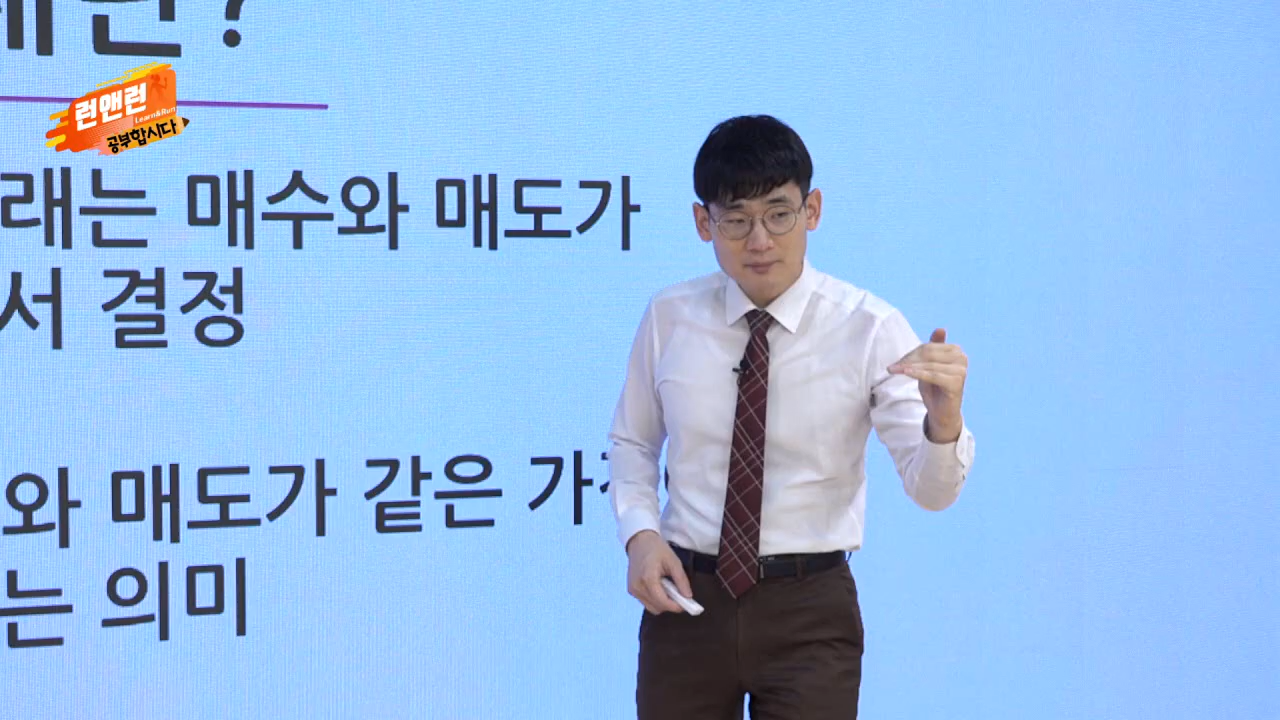 런앤런
Learn&Run
공부합시다
래는 매수와 매도가
서 결정
와 매도가 같은
는 의미